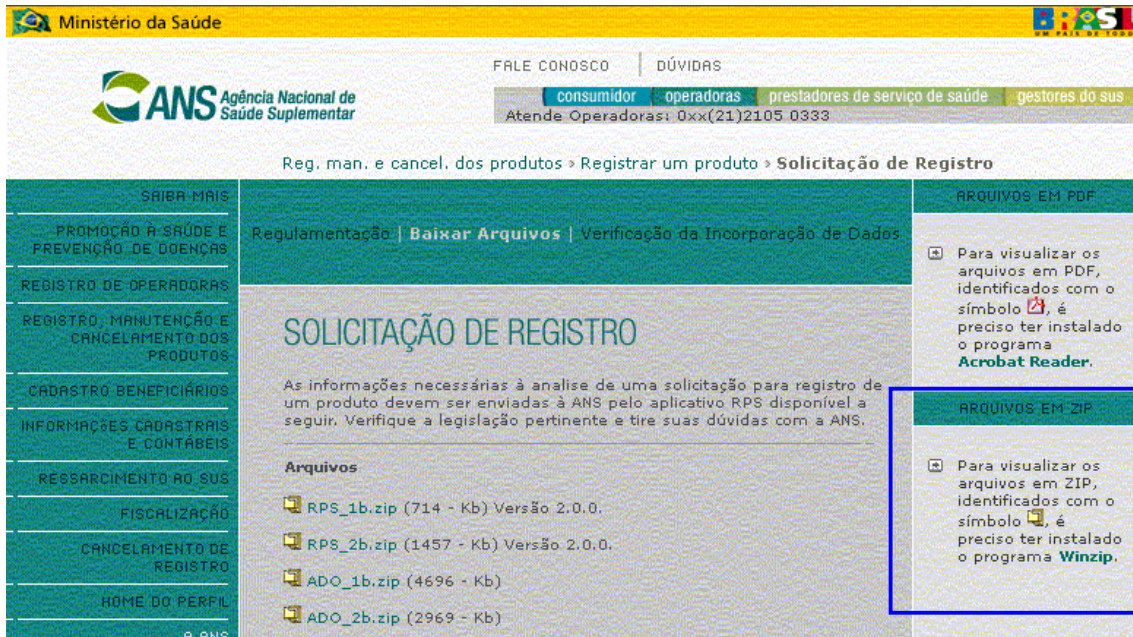 Ministério da Saúde
BRASIL
UM PAÍS DE TODO
FALE CONOSCO
DÚVIDAS
ANS Agência Nacional de
Saúde Suplementar
consumidor operadoras prestadores de serviço de saúde gestores do sus
Atende Operadoras: 0xx(21)2105 0333
Reg. man. e cancel. dos produtos » Registrar um produto » Solicitação de Registro
SAIBA MAIS
PROMOÇÃO À SAÚDE E
PREVENÇÃO DE DOENÇAS
REGISTRO DE OPERADORAS
REGISTRO, MANUTENÇÃO E
CANCELAMENTO DOS
PRODUTOS
CADASTRO BENEFICIÁRIOS
INFORMAÇõES CADASTRAIS
E CONTÁBEIS
RESSARCIMENTO AO SUS
FISCALIZAÇÃO
CANCELAMENTO DE
REGISTRO
HOME DO PERFIL
A ANS
Regulamentação | Baixar Arquivos | Verificação da Incorporação de Dados
SOLICITAÇÃO DE REGISTRO
As informações necessárias à analise de uma solicitação para registro de
um produto devem ser enviadas à ANS pelo aplicativo RPS disponível a
seguir. Verifique a legislação pertinente e tire suas dúvidas com a ANS.
Arquivos
RPS_1b.zip (714 - Kb) Versão 2.0.0.
RPS_2b.zip (1457 - Kb) Versão 2.0.0.
ADO_1b.zip (4696 - Kb)
ADO_2b.zip (2969 - Kb)
ARQUIVOS EM PDF
Para visualizar os
arquivos em PDF,
identificados com o
símbolo , é
preciso ter instalado
o programa
Acrobat Reader.
ARQUIVOS EM ZIP
Para visualizar os
arquivos em ZIP,
identificados com o
símbolo , é
preciso ter instalado
o programa Winzip.